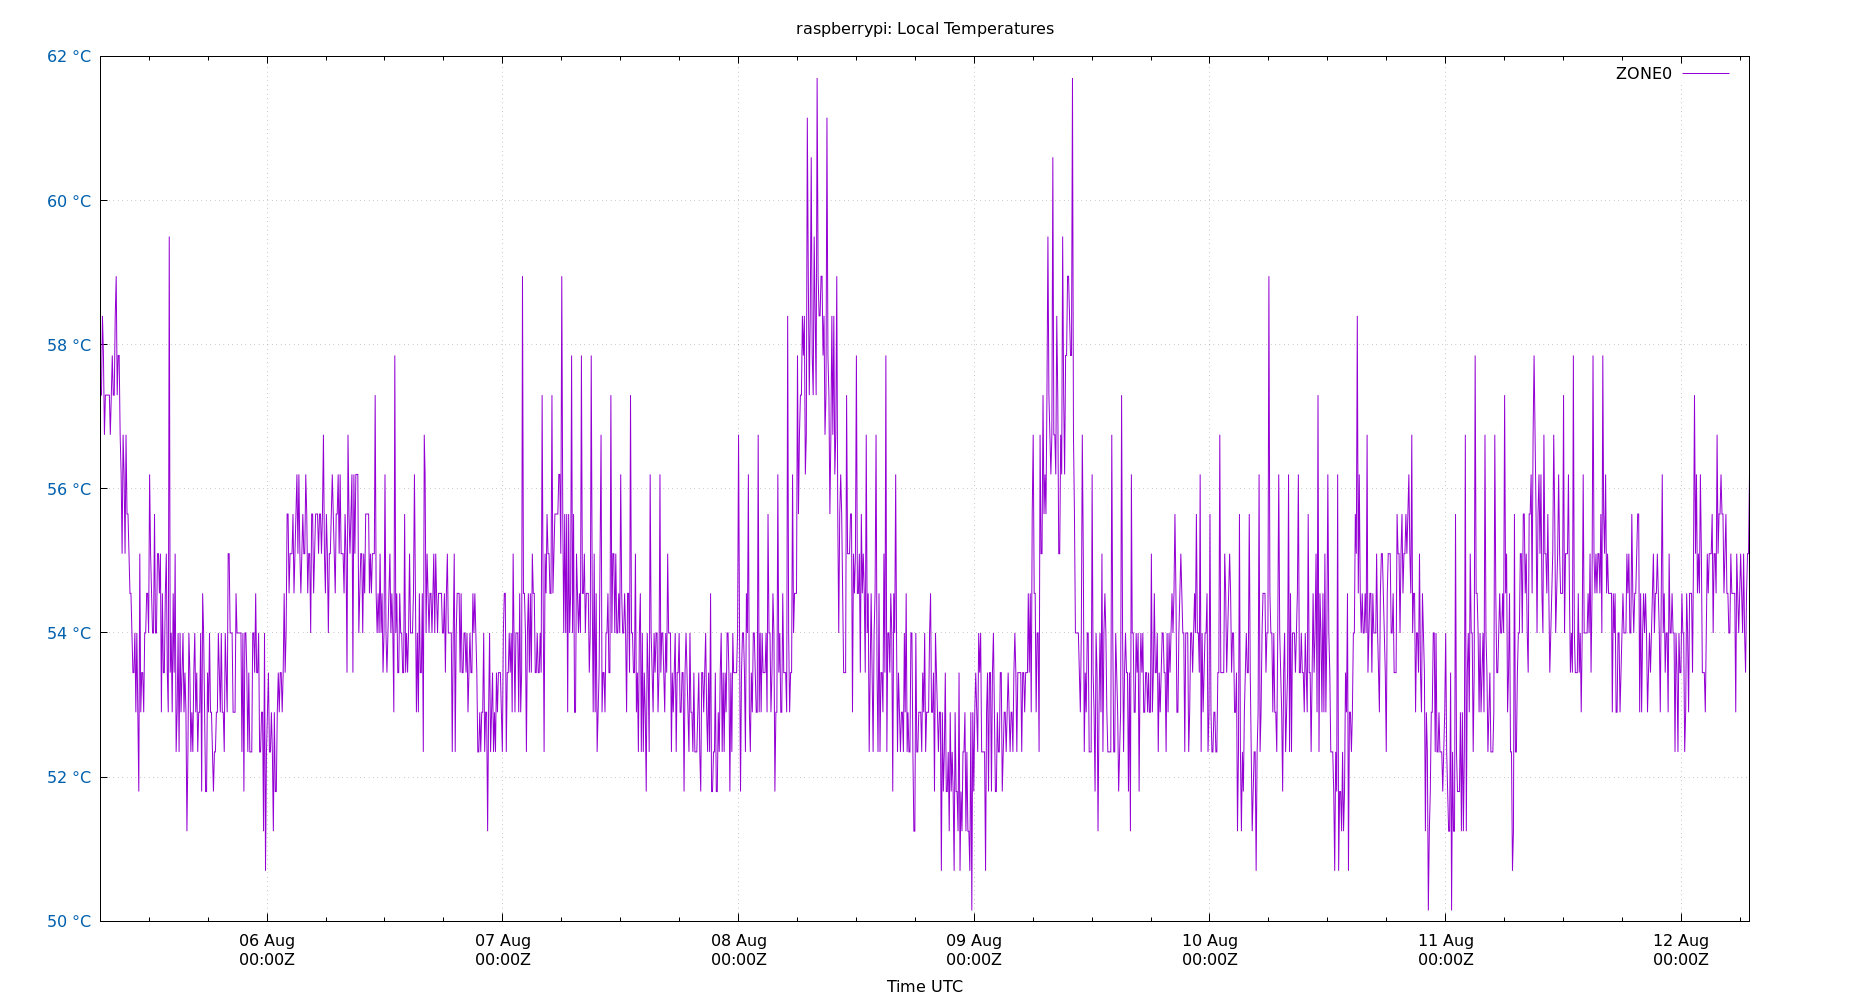 raspberrypi: Local Temperatures
ZONE0
62 °C
60 °C
58 °C
56 °C
54 °C
52 °C
50 °C
06 Aug
00:00Z
07 Aug
00:00Z
08 Aug
00:00Z
09 Aug
00:00Z
10 Aug
00:00Z
11 Aug
00:00Z
12 Aug
00:00Z
Time UTC